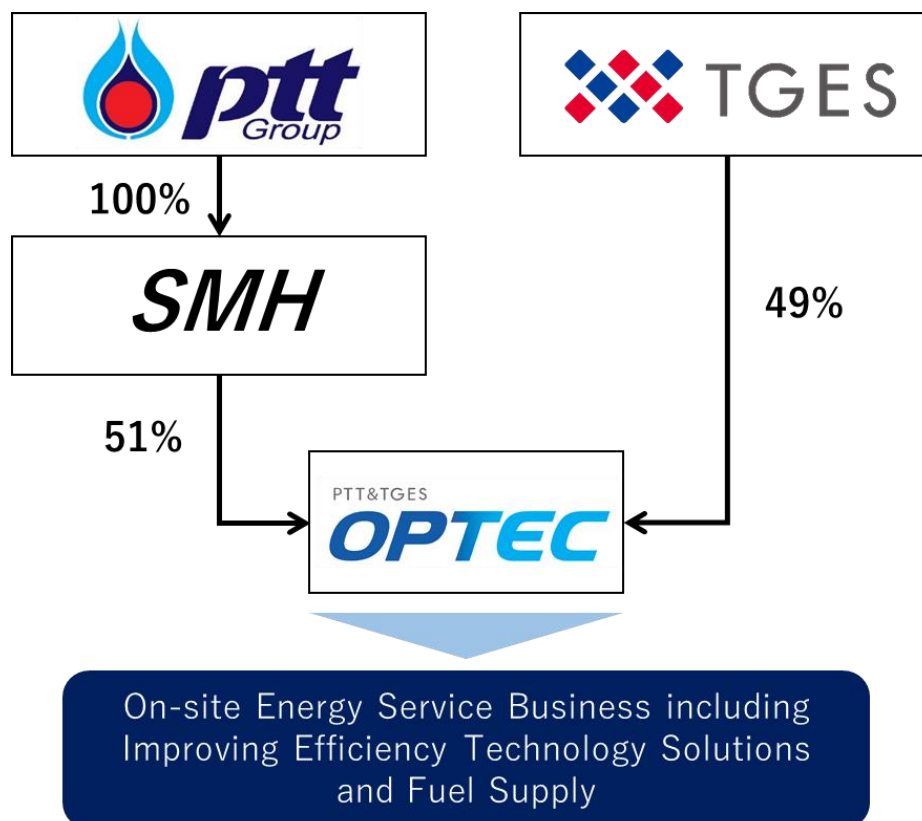 ptt
Group
TGES
100%
SMH
49%
51%
PTT&TGES
OPTEC
On-site Energy Service Business including
Improving Efficiency Technology Solutions
and Fuel Supply